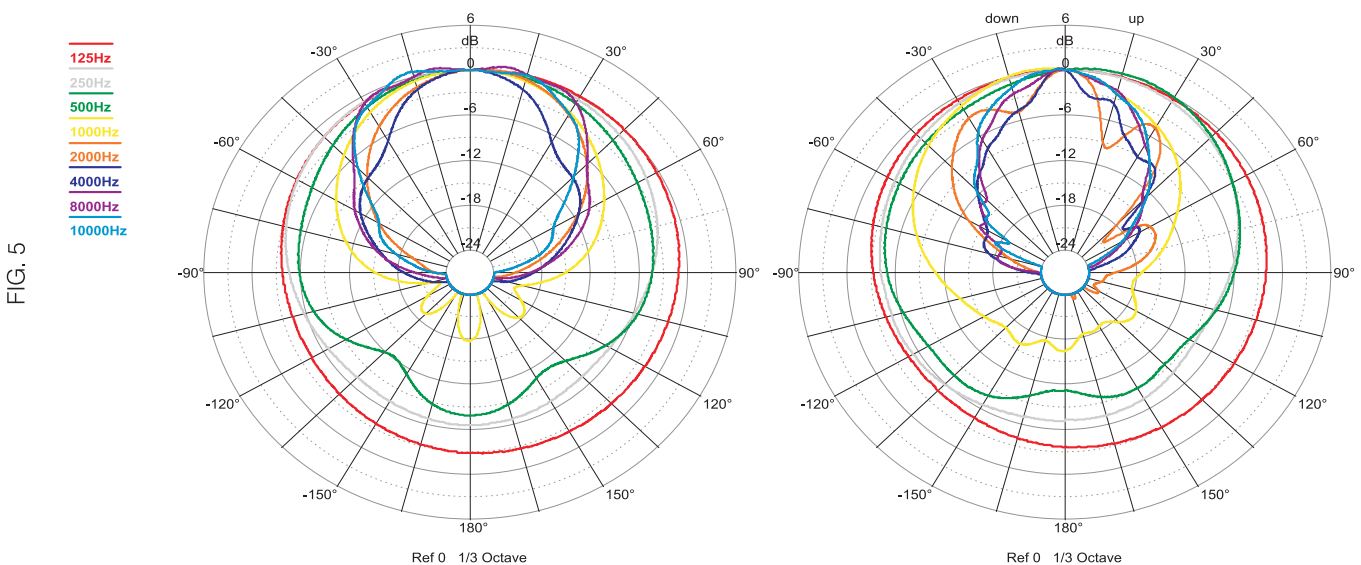 FIG. 5
125Hz
250Hz
500Hz
1000Hz
2000Hz
4000Hz
8000Hz
10000Hz
6
dB
0
-6
-12
-18
-24
-30°
30°
-60°
60°
-90°
90°
-120°
120°
-150°
150°
180°
Ref 0 1/3 Octave
down
6
up
dB
0
-6
-12
-18
-24
-30°
30°
-60°
60°
-90°
90°
-120°
120°
-150°
150°
180°
Ref 0 1/3 Octave